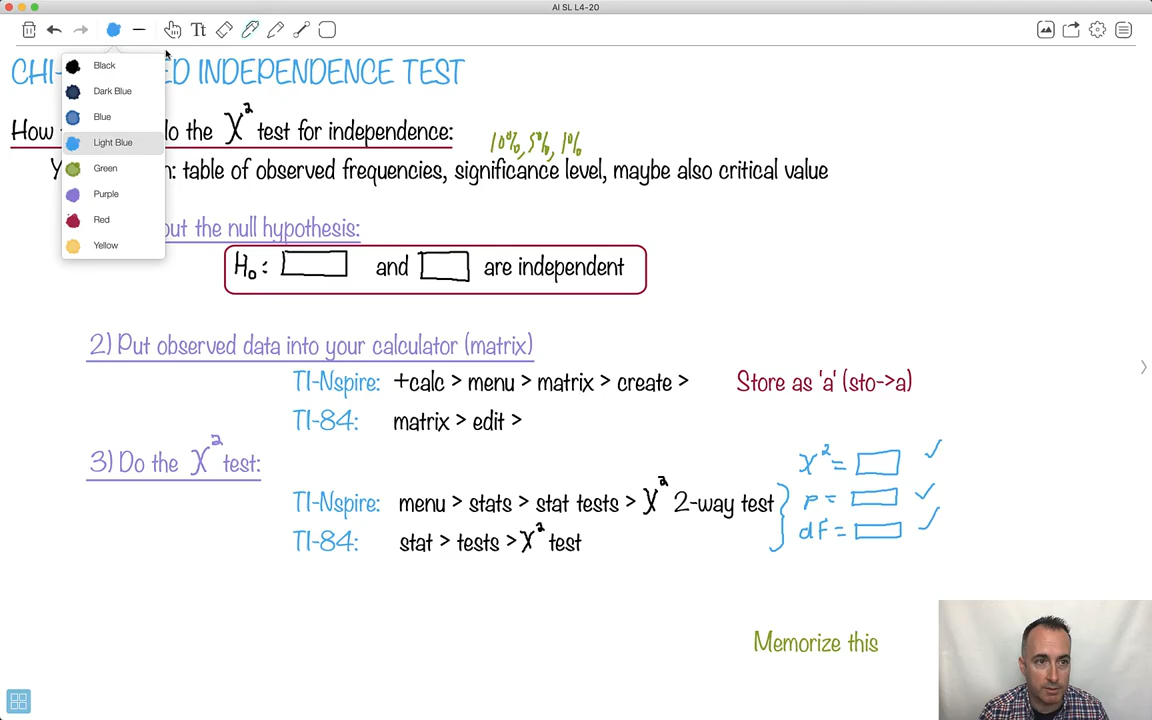 AI SL L4-20
Tt
Black
Dark Blue
Blue
Light Blue
Green
Purple
Red
Yellow
CHI- ED INDEPENDENCE TEST
How do the χ² test for independence:
10%, 5%, 1%
Y n: table of observed frequencies, significance level, maybe also critical value
out the null hypothesis:
H₀: and are independent
2) Put observed data into your calculator (matrix)
TI-Nspire: +calc > menu > matrix > create > Store as 'a' (sto->a)
TI-84: matrix > edit >
3) Do the χ² test:
χ² =
TI-Nspire: menu > stats > stat tests > χ² 2-way test
p =
dF =
TI-84: stat > tests > χ² test
Memorize this